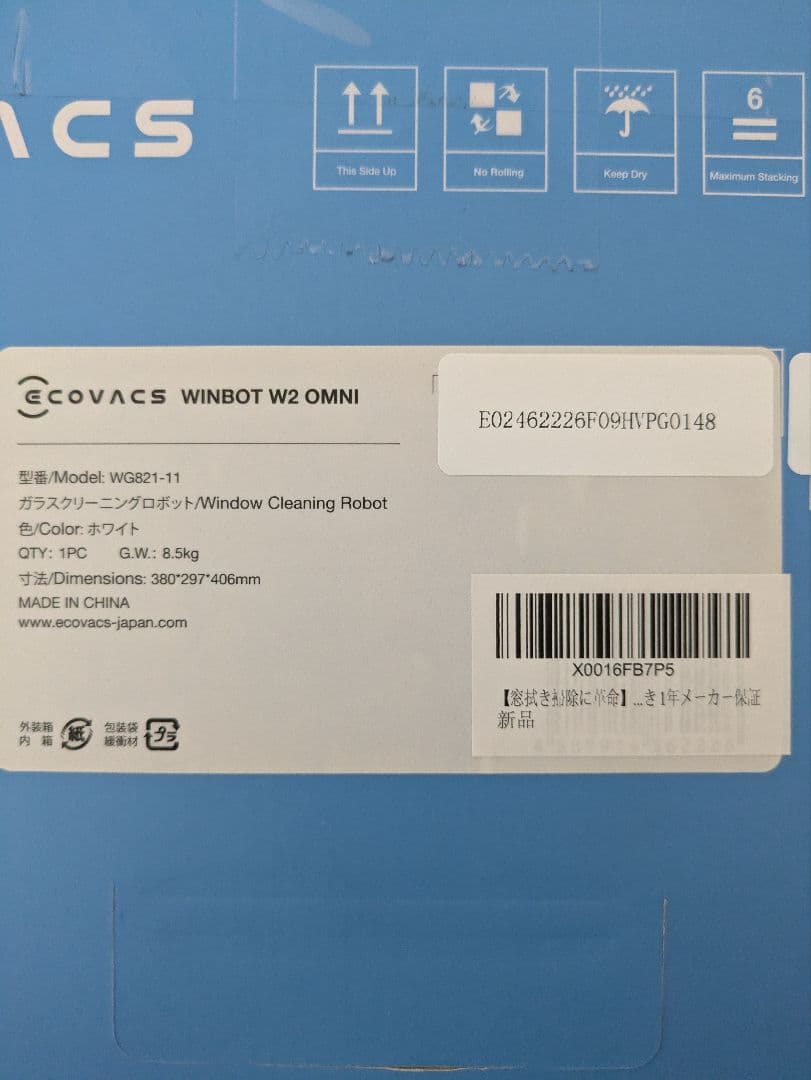 ACS
This Side Up
No Rolling
Keep Dry
6
Maximum Stacking
ECOVACS WINBOT W2 OMNI
E02462226F09HVPG0148
型番/Model: WG821-11
ガラスクリーニングロボット/Window Cleaning Robot
色/Color: ホワイト
QTY: 1PC G.W.: 8.5kg
寸法/Dimensions: 380*297*406mm
MADE IN CHINA
www.ecovacs-japan.com
X0016FB7P5
【窓拭き掃除に革命】...き1年メーカー保証
新品
外装箱
内 箱
紙
包装袋
緩衝材
プラ